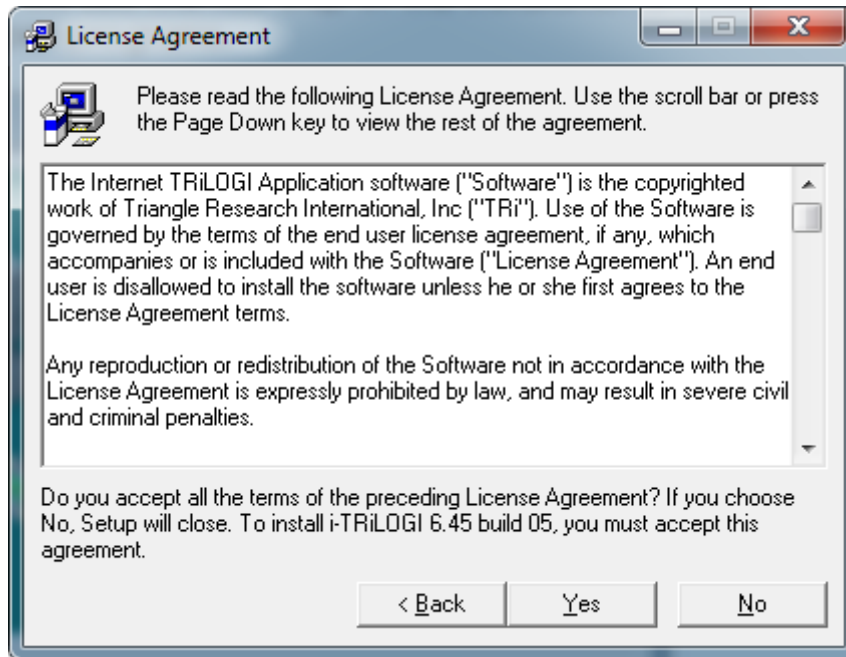 License Agreement
Please read the following License Agreement. Use the scroll bar or press
the Page Down key to view the rest of the agreement.
The Internet TRiLOGI Application software ("Software") is the copyrighted
work of Triangle Research International, Inc ("TRi"). Use of the Software is
governed by the terms of the end user license agreement, if any, which
accompanies or is included with the Software ("License Agreement"). An end
user is disallowed to install the software unless he or she first agrees to the
License Agreement terms.
Any reproduction or redistribution of the Software not in accordance with the
License Agreement is expressly prohibited by law, and may result in severe civil
and criminal penalties.
Do you accept all the terms of the preceding License Agreement? If you choose
No, Setup will close. To install i-TRiLOGI 6.45 build 05, you must accept this
agreement.
< Back Yes No